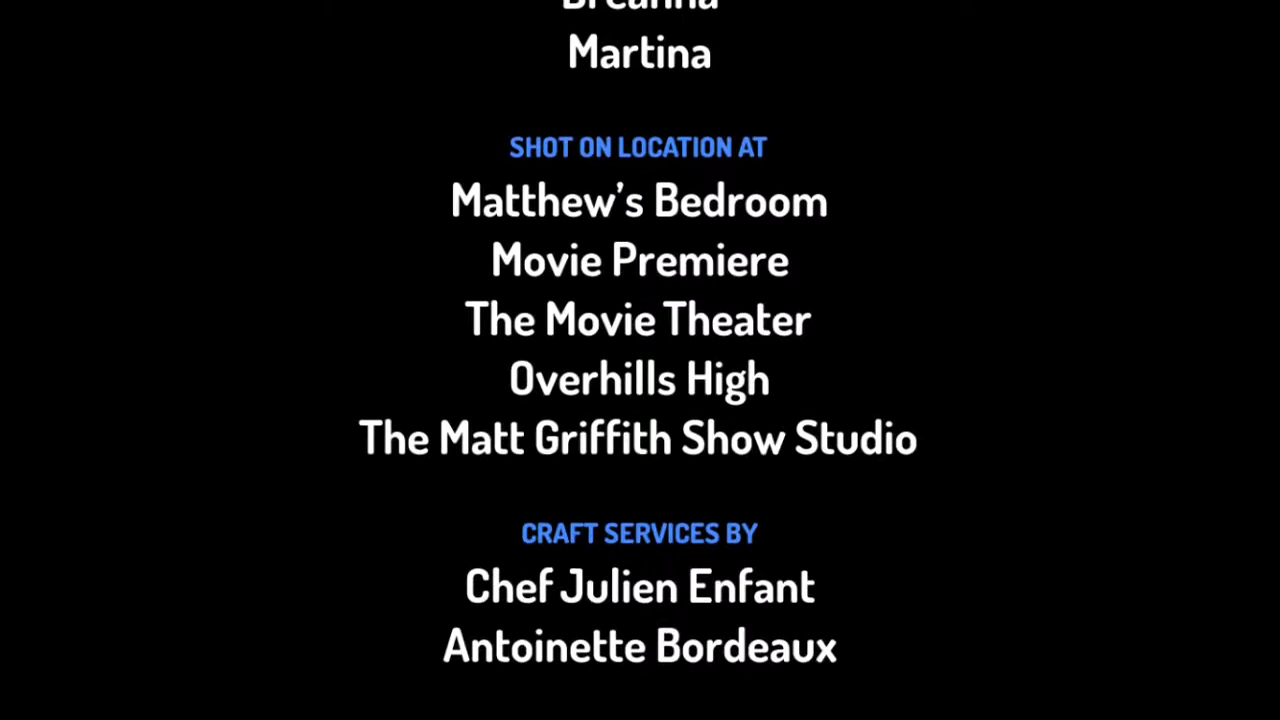 Breanna
Martina
SHOT ON LOCATION AT
Matthew’s Bedroom
Movie Premiere
The Movie Theater
Overhills High
The Matt Griffith Show Studio
CRAFT SERVICES BY
Chef Julien Enfant
Antoinette Bordeaux